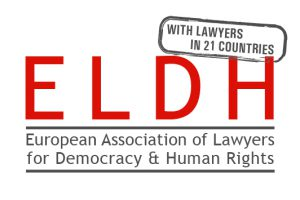 WITH LAWYERS
IN 21 COUNTRIES
ELDH
European Association of Lawyers
for Democracy & Human Rights